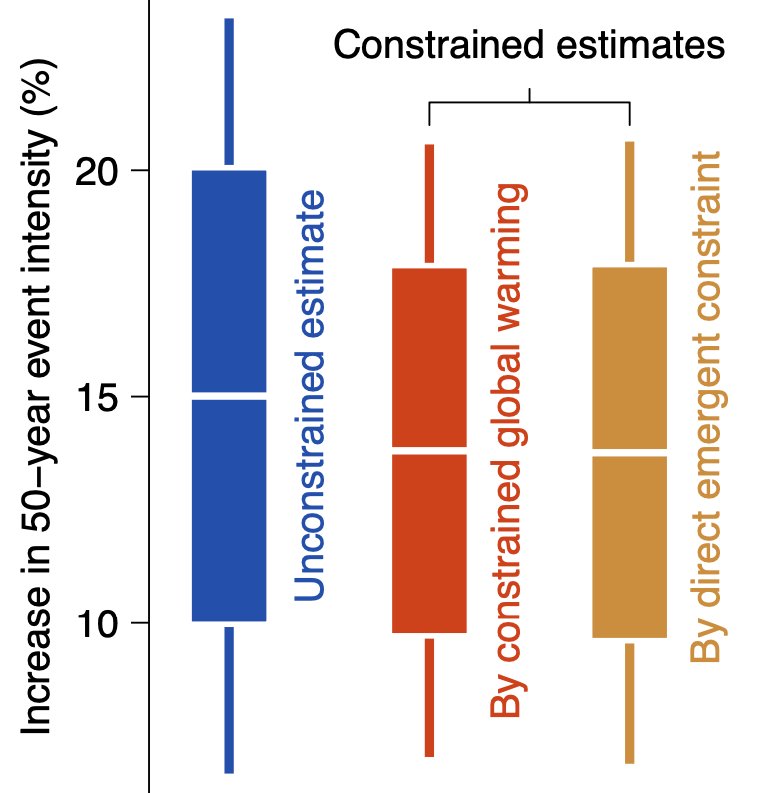 Constrained estimates
Increase in 50–year event intensity (%)
20
15
10
Unconstrained estimate
By constrained global warming
By direct emergent constraint